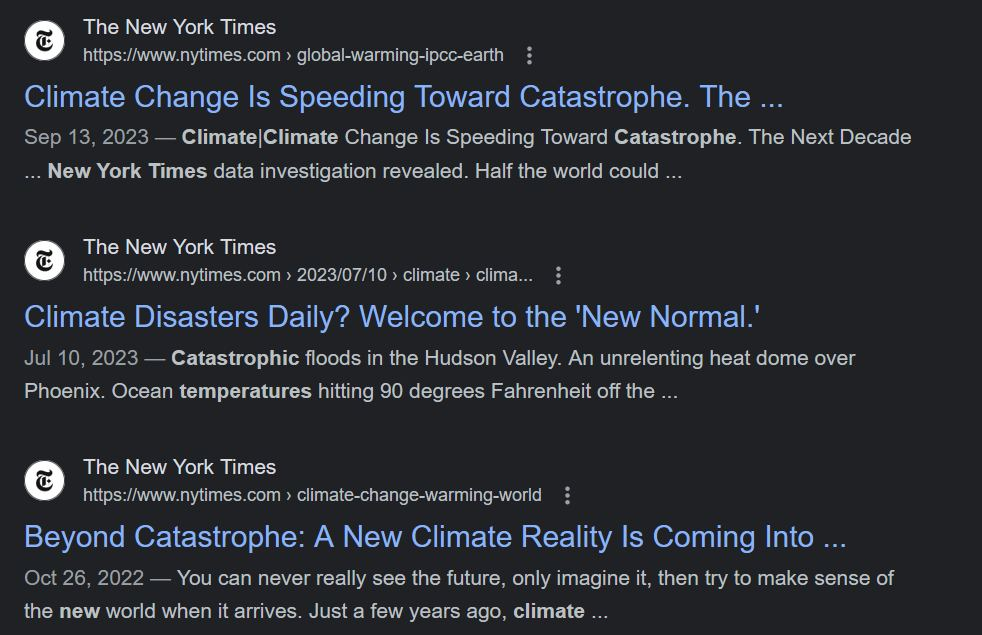 The New York Times
https://www.nytimes.com › global-warming-ipcc-earth
Climate Change Is Speeding Toward Catastrophe. The ...
Sep 13, 2023 — Climate|Climate Change Is Speeding Toward Catastrophe. The Next Decade
... New York Times data investigation revealed. Half the world could ...
The New York Times
https://www.nytimes.com › 2023/07/10 › climate › clima...
Climate Disasters Daily? Welcome to the 'New Normal.'
Jul 10, 2023 — Catastrophic floods in the Hudson Valley. An unrelenting heat dome over
Phoenix. Ocean temperatures hitting 90 degrees Fahrenheit off the ...
The New York Times
https://www.nytimes.com › climate-change-warming-world
Beyond Catastrophe: A New Climate Reality Is Coming Into ...
Oct 26, 2022 — You can never really see the future, only imagine it, then try to make sense of
the new world when it arrives. Just a few years ago, climate ...